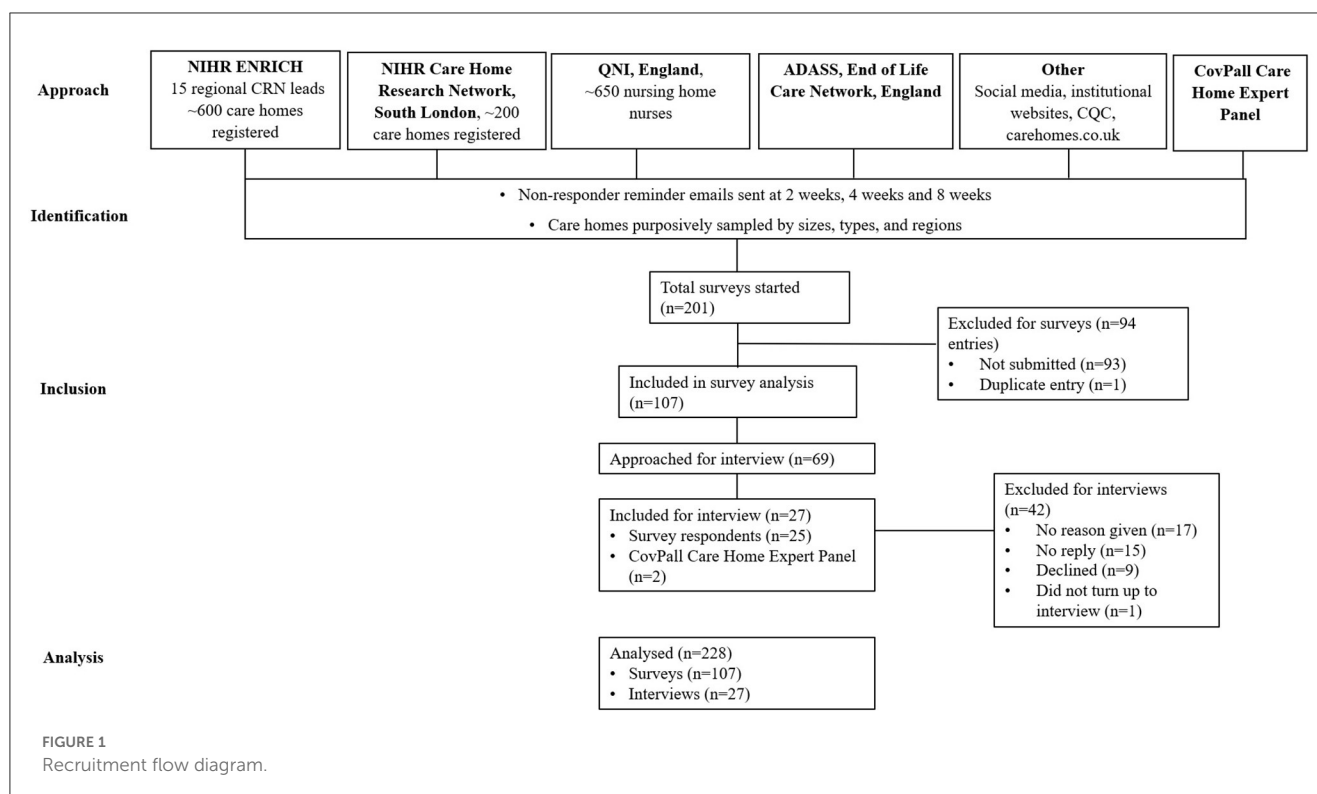 Approach
NIHR ENRICH
15 regional CRN leads
~600 care homes
registered
NIHR Care Home
Research Network,
South London, ~200
care homes registered
QNI, England,
~650 nursing home
nurses
ADASS, End of Life
Care Network, England
Other
Social media, institutional
websites, CQC,
carehomes.co.uk
CovPall Care
Home Expert
Panel
Identification
• Non-responder reminder emails sent at 2 weeks, 4 weeks and 8 weeks
• Care homes purposively sampled by sizes, types, and regions
Total surveys started
(n=201)
Excluded for surveys (n=94
entries)
• Not submitted (n=93)
• Duplicate entry (n=1)
Inclusion
Included in survey analysis
(n=107)
Approached for interview (n=69)
Included for interview (n=27)
• Survey respondents (n=25)
• CovPall Care Home Expert Panel
(n=2)
Excluded for interviews
(n=42)
• No reason given (n=17)
• No reply (n=15)
• Declined (n=9)
• Did not turn up to
interview (n=1)
Analysis
Analysed (n=228)
• Surveys (n=107)
• Interviews (n=27)
FIGURE 1
Recruitment flow diagram.